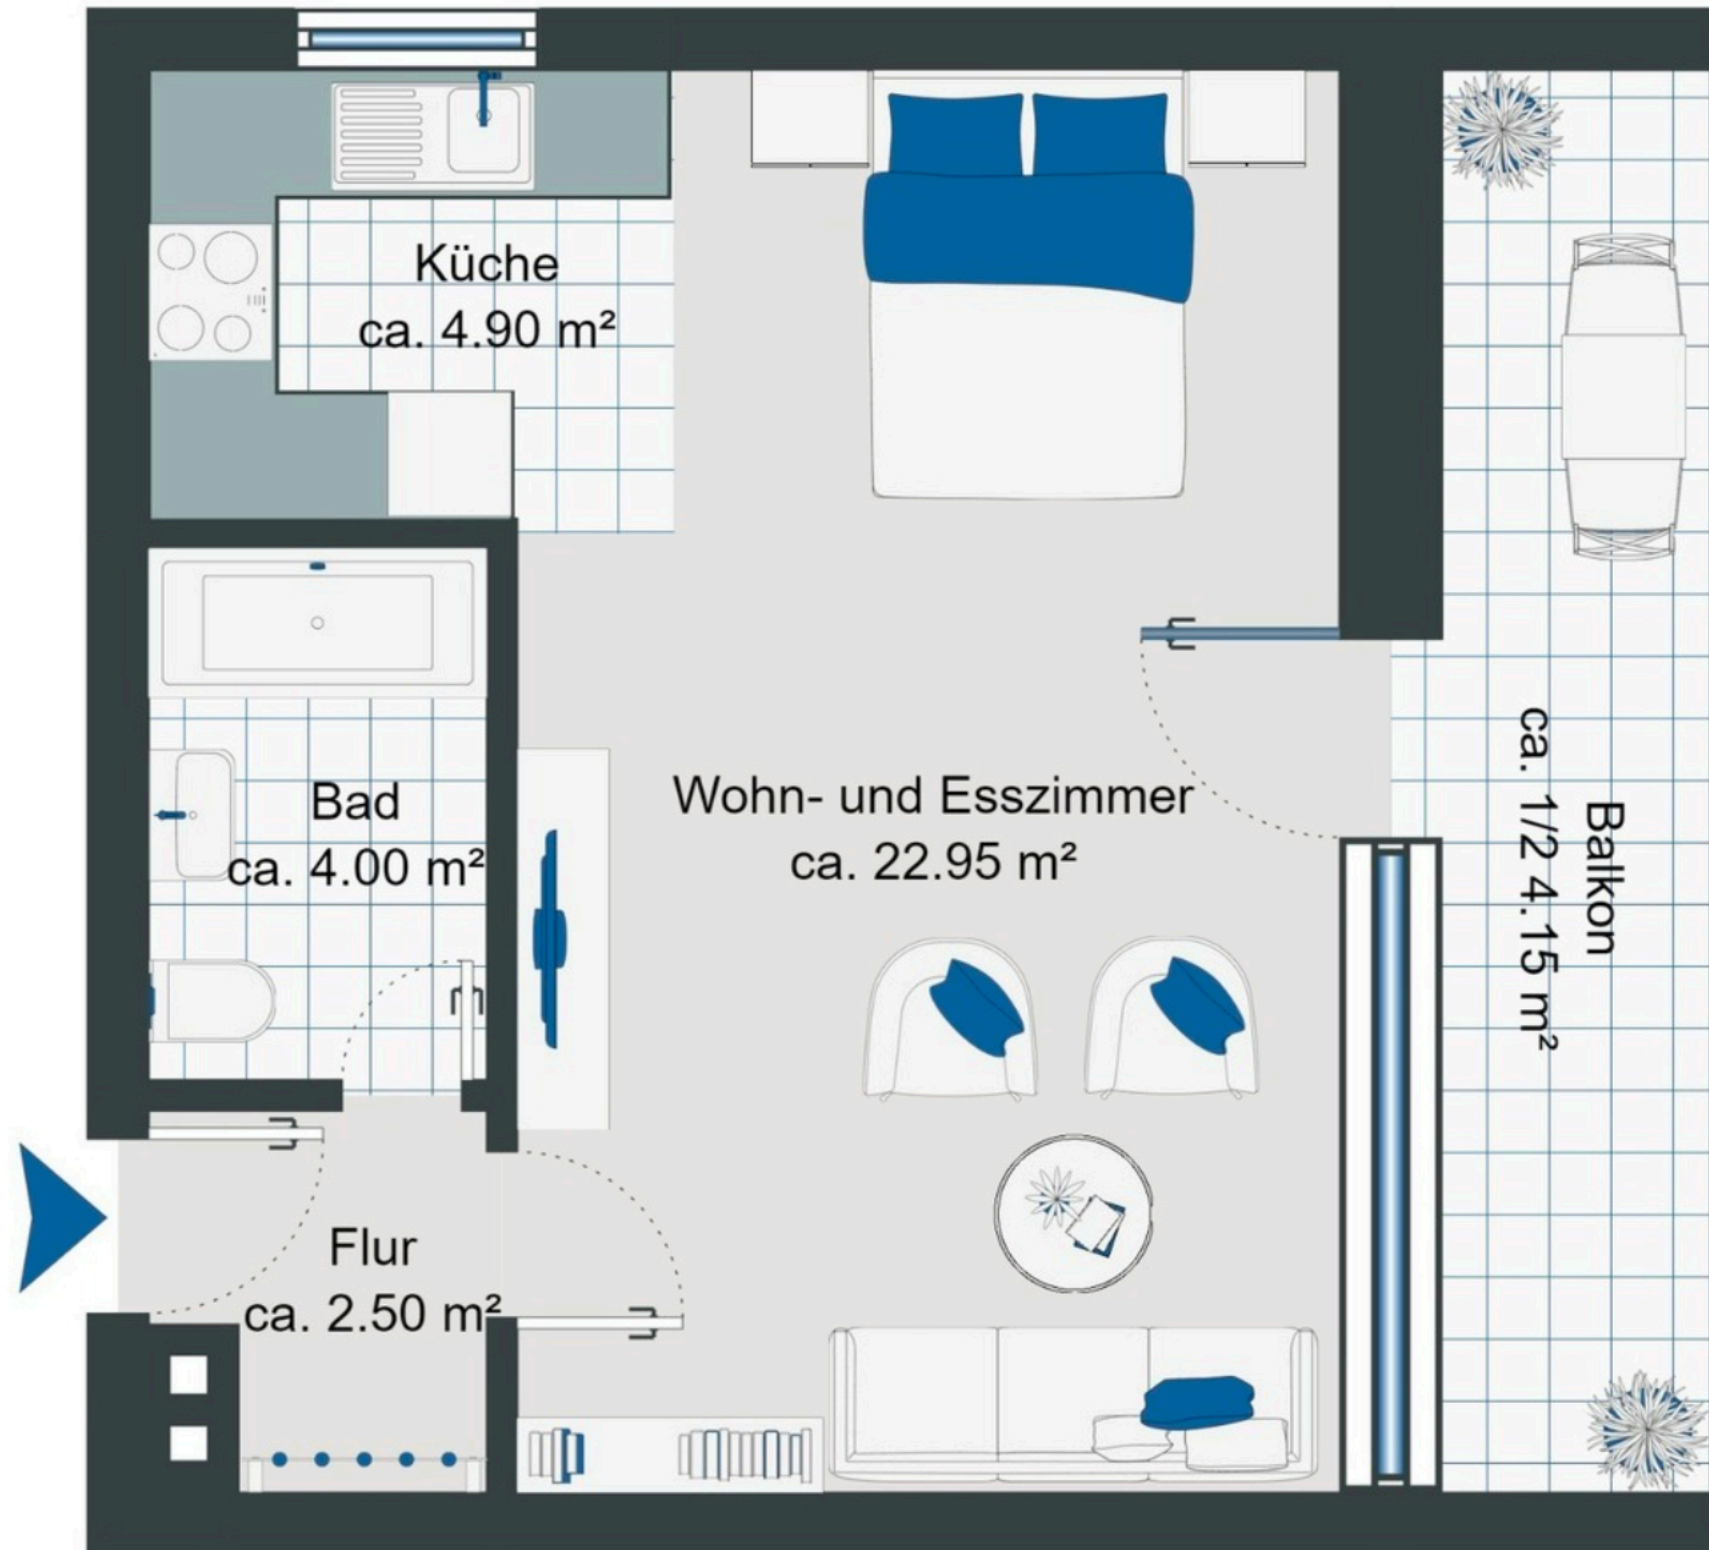 Küche
ca. 4.90 m²
Bad
ca. 4.00 m²
Wohn- und Esszimmer
ca. 22.95 m²
Balkon
ca. 1/2 4.15 m²
Flur
ca. 2.50 m²